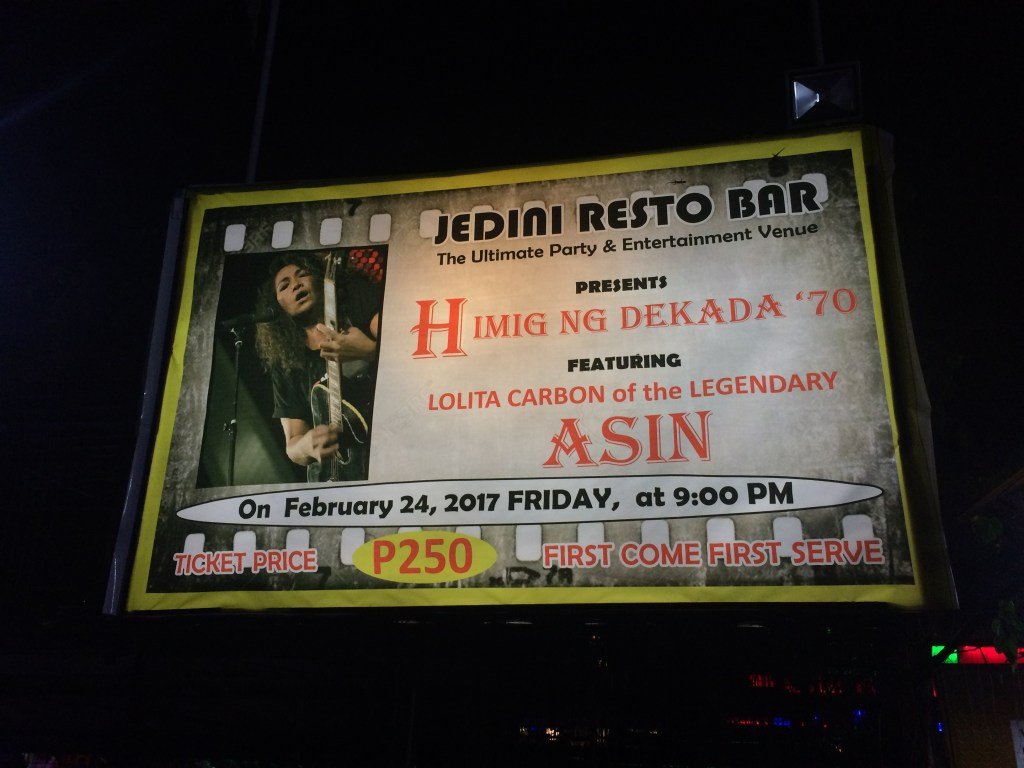 JEDINI RESTO BAR
The Ultimate Party & Entertainment Venue
PRESENTS
HIMIG NG DEKADA '70
FEATURING
LOLITA CARBON of the LEGENDARY
ASIN
On February 24, 2017 FRIDAY, at 9:00 PM
TICKET PRICE P250 FIRST COME FIRST SERVE